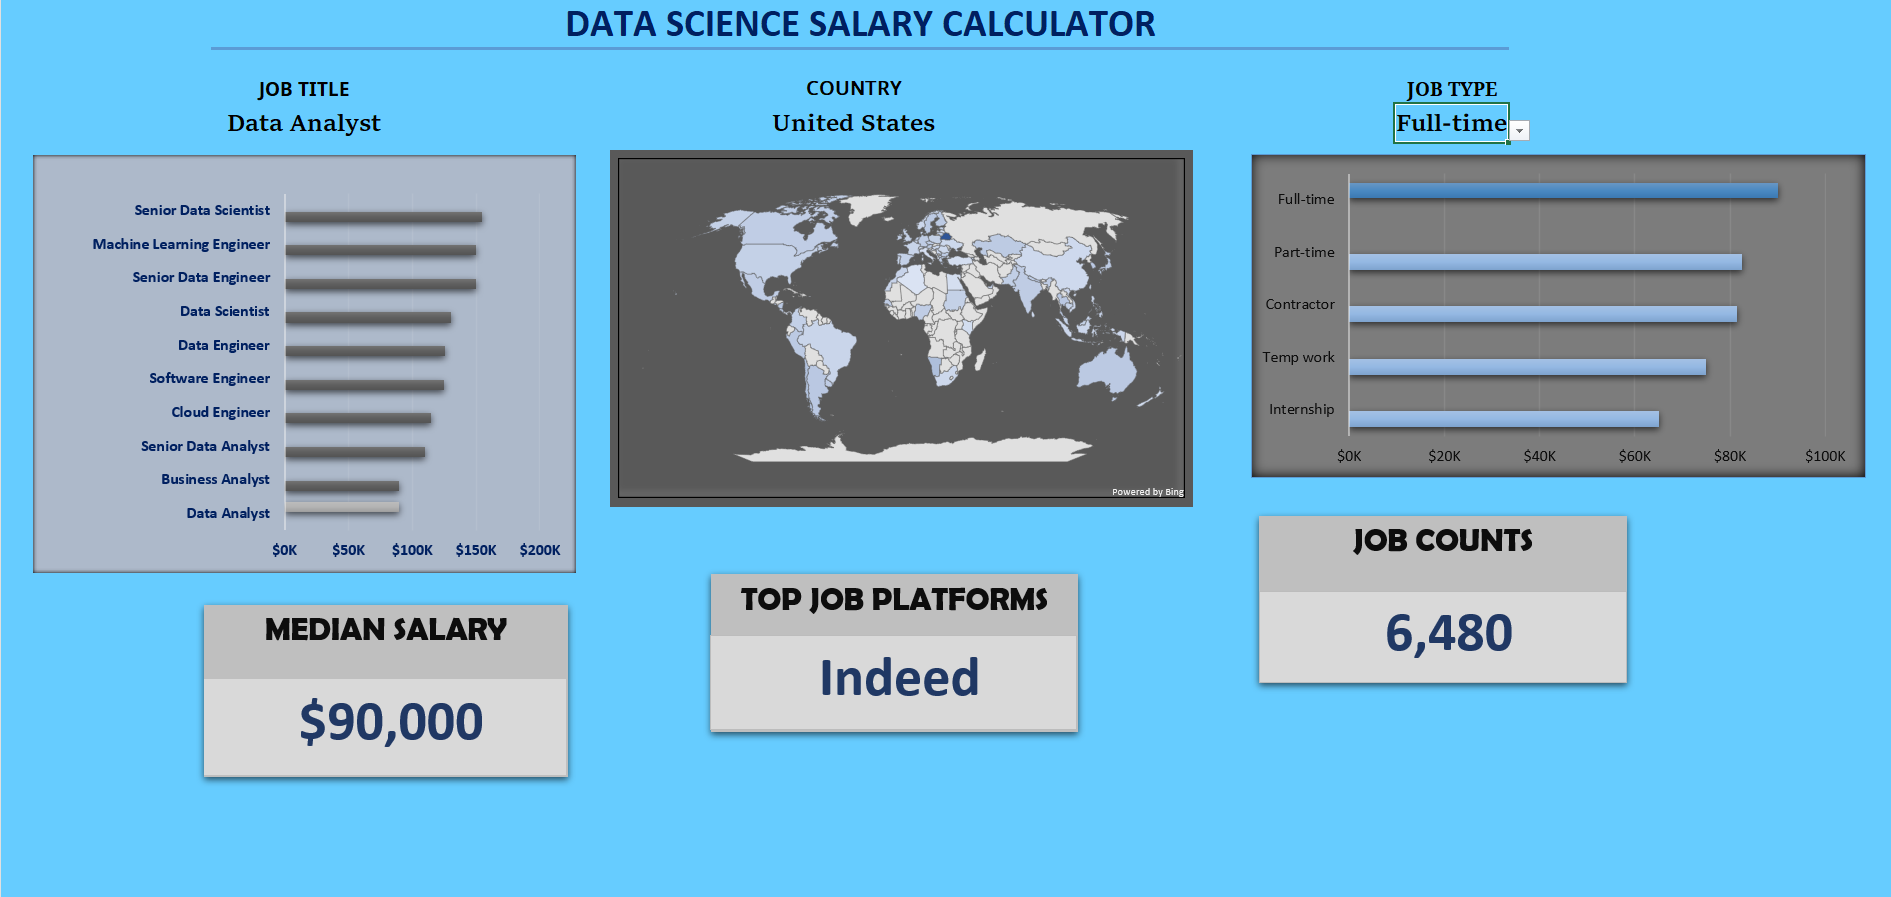 DATA SCIENCE SALARY CALCULATOR
JOB TITLE
Data Analyst
COUNTRY
United States
JOB TYPE
Full-time
Senior Data Scientist
Machine Learning Engineer
Senior Data Engineer
Data Scientist
Data Engineer
Software Engineer
Cloud Engineer
Senior Data Analyst
Business Analyst
Data Analyst
$0K $50K $100K $150K $200K
Powered by Bing
Full-time
Part-time
Contractor
Temp work
Internship
$0K $20K $40K $60K $80K $100K
MEDIAN SALARY
$90,000
TOP JOB PLATFORMS
Indeed
JOB COUNTS
6,480